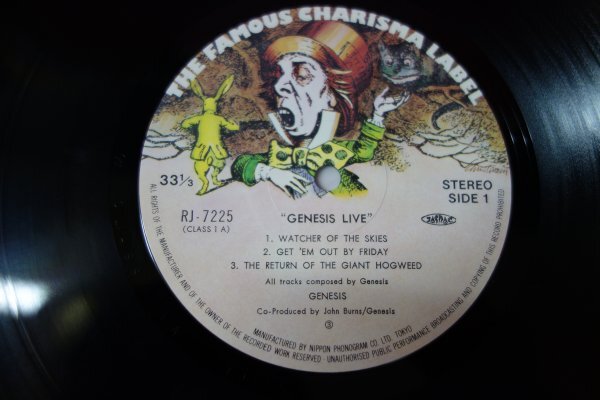 THE FAMOUS CHARISMA LABEL
33⅓
STEREO
SIDE 1
RJ-7225
(CLASS I A)
"GENESIS LIVE"
1. WATCHER OF THE SKIES
2. GET 'EM OUT BY FRIDAY
3. THE RETURN OF THE GIANT HOGWEED
All tracks composed by Genesis
GENESIS
Co-Produced by John Burns/Genesis
③
MANUFACTURED BY NIPPON PHONOGRAM CO. LTD. TOKYO
ALL RIGHTS OF THE MANUFACTURER AND OF THE OWNER OF THE RECORDED WORK RESERVED · UNAUTHORISED PUBLIC PERFORMANCE BROADCASTING AND COPYING OF THIS RECORD PROHIBITED